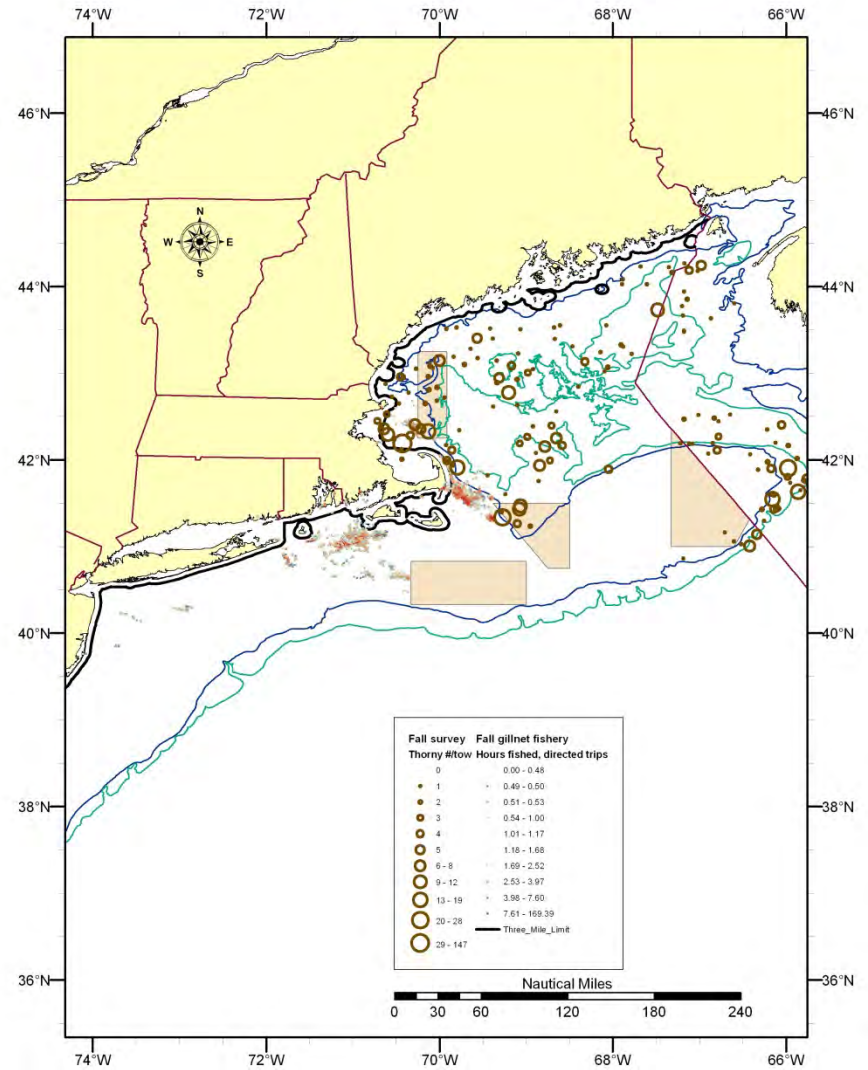 74°W 72°W 70°W 68°W 66°W
46°N 46°N
N
W E
S
44°N 44°N
42°N 42°N
40°N 40°N
38°N 38°N
36°N 36°N
Fall survey Fall gillnet fishery
Thorny #/tow Hours fished, directed trips
0 0.00 - 0.48
1 0.49 - 0.50
2 0.51 - 0.53
3 0.54 - 1.00
4 1.01 - 1.17
5 1.18 - 1.68
6 - 8 1.69 - 2.52
9 - 12 2.53 - 3.97
13 - 19 3.98 - 7.60
20 - 28 7.61 - 169.39
29 - 147 Three_Mile_Limit
Nautical Miles
0 30 60 120 180 240
74°W 72°W 70°W 68°W 66°W